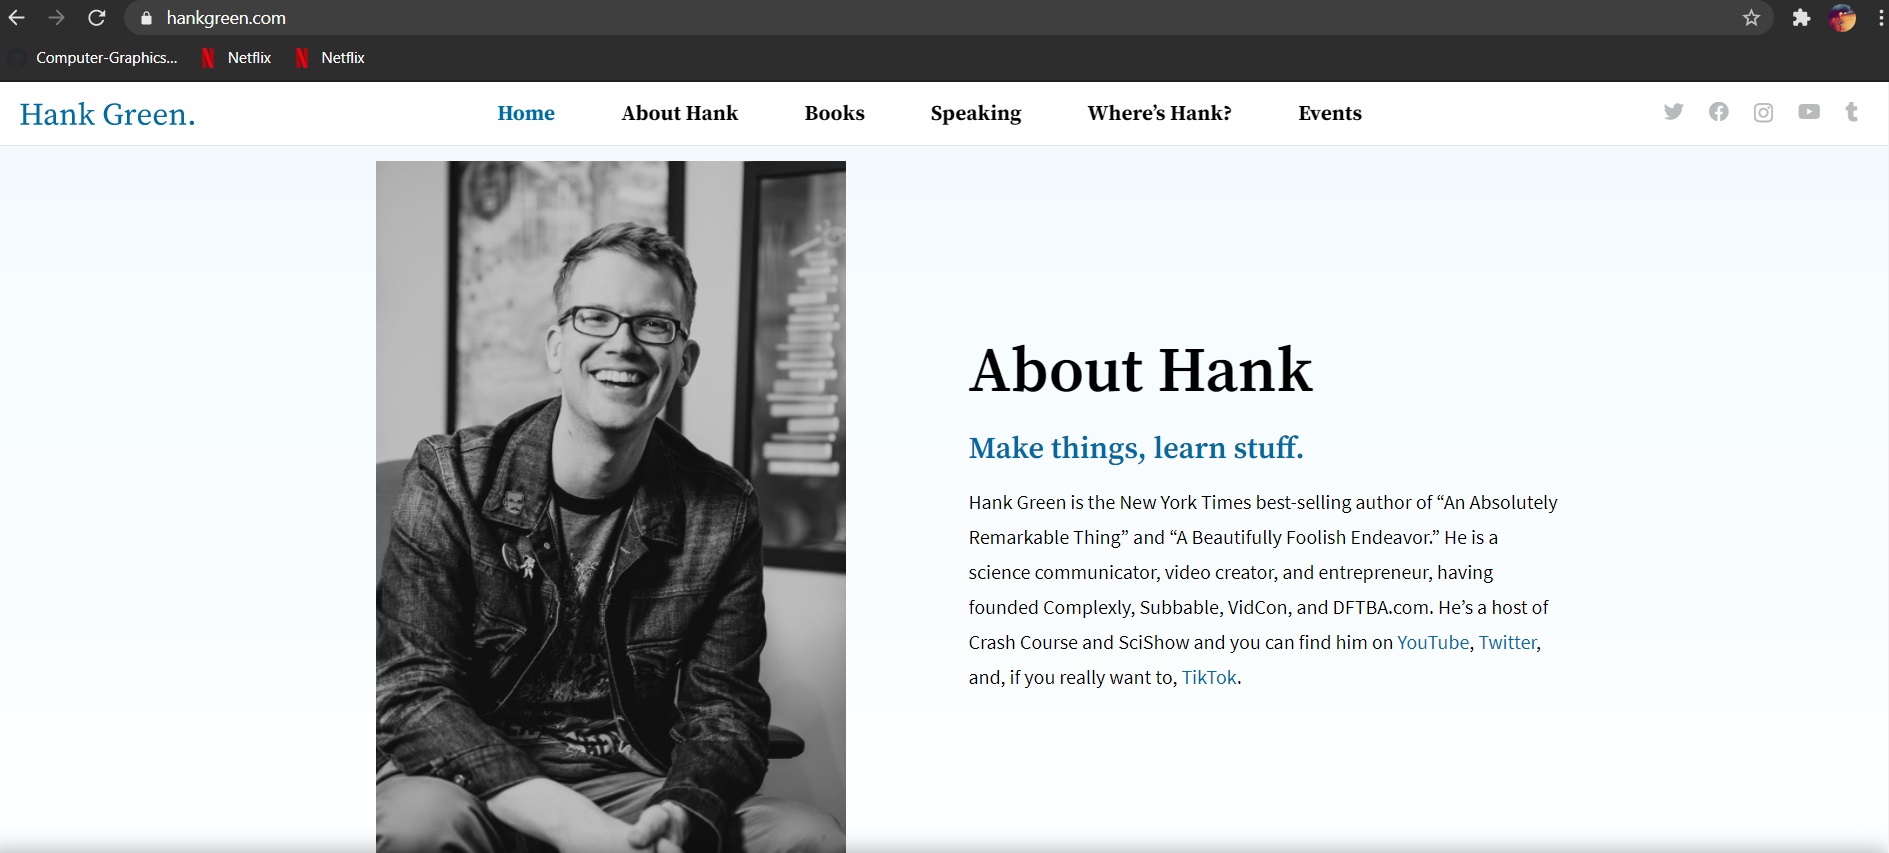 hankgreen.com
Computer-Graphics... Netflix Netflix
Hank Green. Home About Hank Books Speaking Where’s Hank? Events
About Hank
Make things, learn stuff.
Hank Green is the New York Times best-selling author of “An Absolutely
Remarkable Thing” and “A Beautifully Foolish Endeavor.” He is a
science communicator, video creator, and entrepreneur, having
founded Complexly, Subbable, VidCon, and DFTBA.com. He’s a host of
Crash Course and SciShow and you can find him on YouTube, Twitter,
and, if you really want to, TikTok.